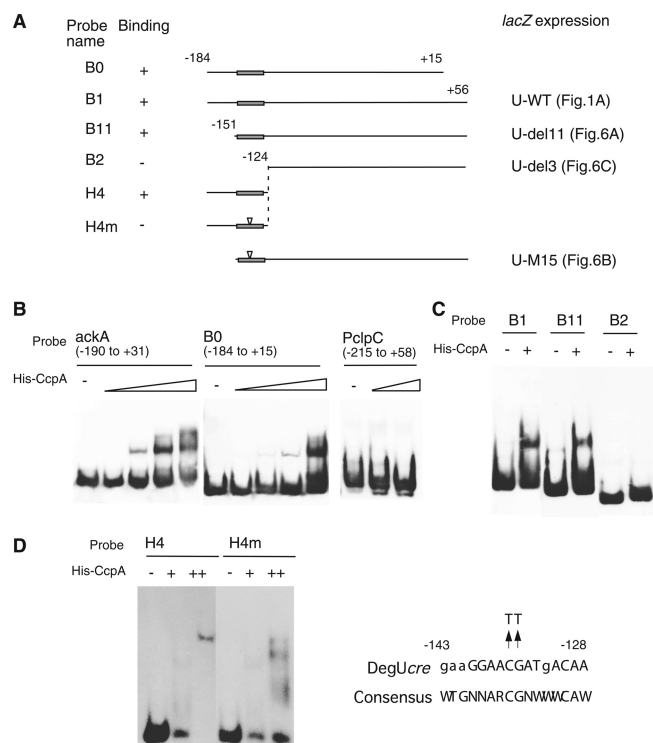 A
Probe name Binding lacZ expression
-184 +15
B0 +
+56
B1 + U-WT (Fig.1A)
-151
B11 + U-del11 (Fig.6A)
-124
B2 - U-del3 (Fig.6C)
H4 +
H4m -
U-M15 (Fig.6B)
B
Probe ackA (-190 to +31) B0 (-184 to +15) PclpC (-215 to +58)
His-CcpA - - -
C
Probe B1 B11 B2
His-CcpA - + - + - +
D
Probe H4 H4m
His-CcpA - + ++ - + ++
TT
-143 -128
DegUcre gaaGGAACGATgACAA
Consensus WTGNNARCGNWWWCAW